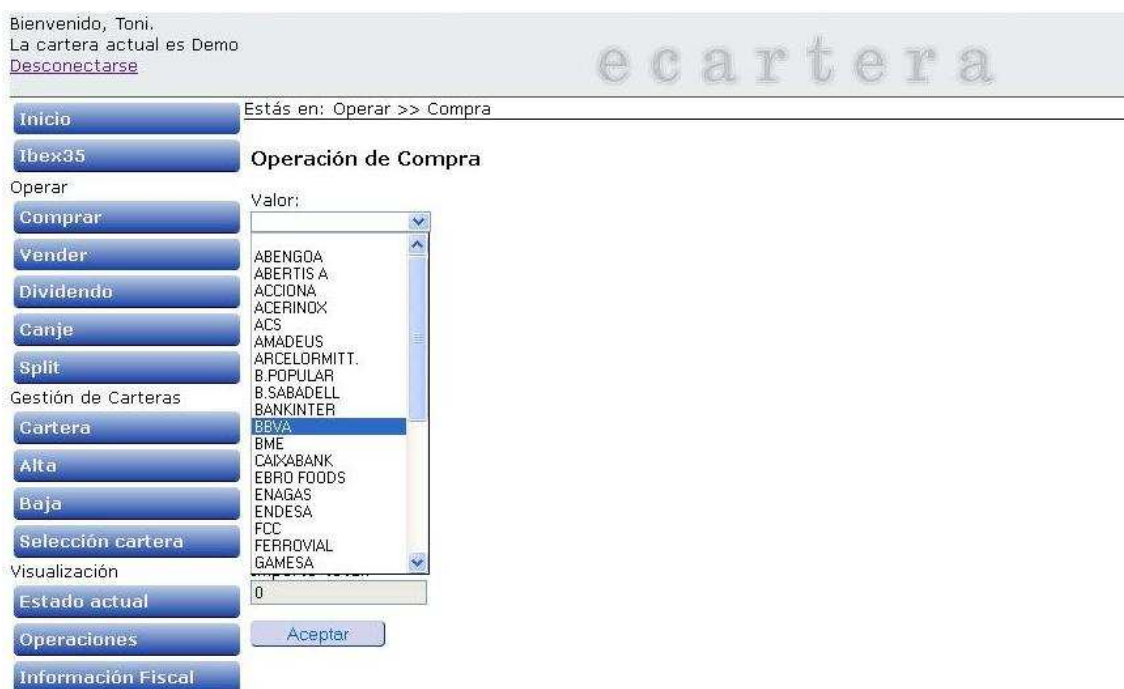 Bienvenido, Toni.
La cartera actual es Demo
Desconectarse
ecartera
Inicio
Ibex35
Operar
Comprar
Vender
Dividendo
Canje
Split
Gestión de Carteras
Cartera
Alta
Baja
Selección cartera
Visualización
Estado actual
Operaciones
Información Fiscal
Estás en: Operar >> Compra
Operación de Compra
Valor:
ABENGOA
ABERTIS A
ACCIONA
ACERINOX
ACS
AMADEUS
ARCELORMITT.
B.POPULAR
B.SABADELL
BANKINTER
BBVA
BME
CAIXABANK
EBRO FOODS
ENAGAS
ENDESA
FCC
FERROVIAL
GAMESA
0
Aceptar